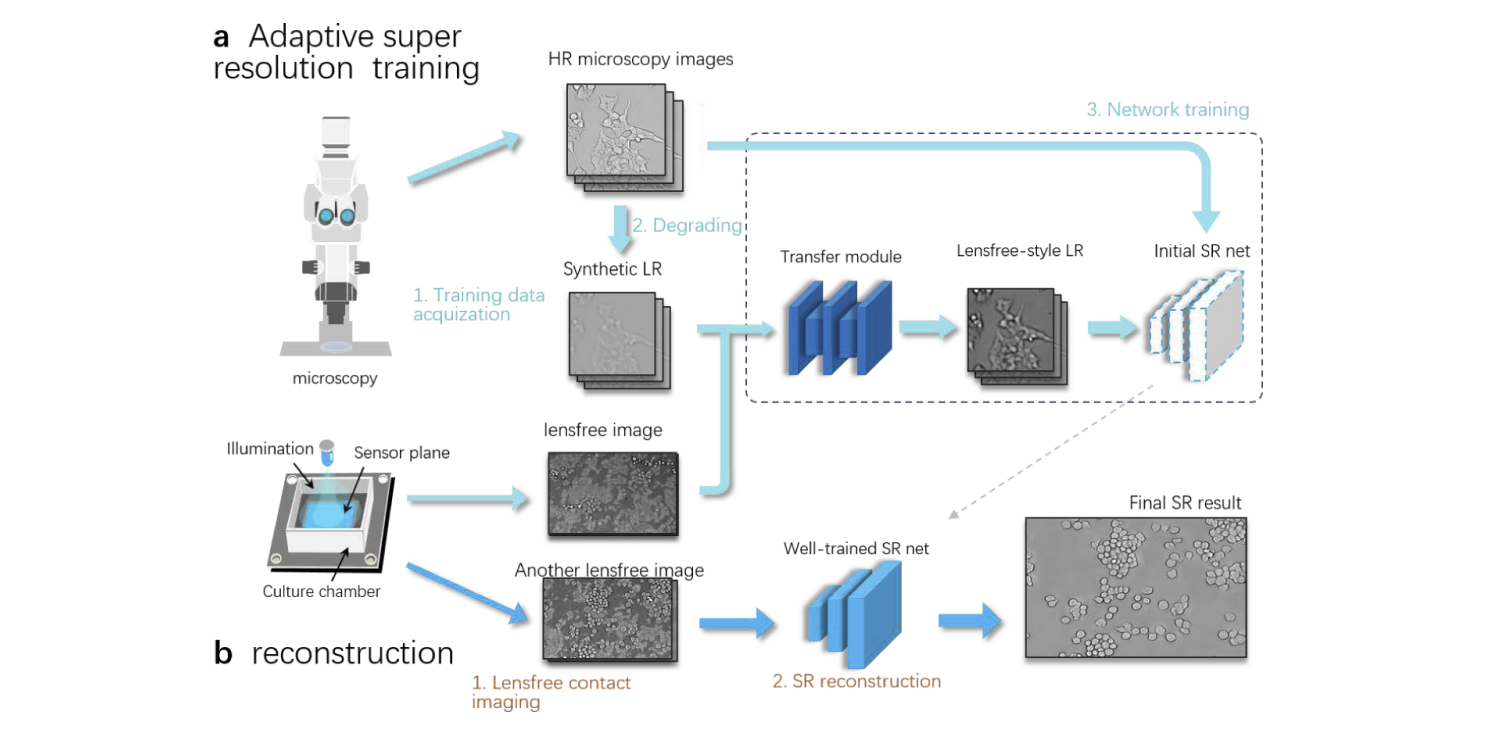 a Adaptive super
resolution training
HR microscopy images
3. Network training
2. Degrading
Synthetic LR
Transfer module
Lensfree-style LR
Initial SR net
1. Training data
acquization
microscopy
lensfree image
Illumination
Sensor plane
Culture chamber
Another lensfree image
Well-trained SR net
Final SR result
b reconstruction
1. Lensfree contact
imaging
2. SR reconstruction